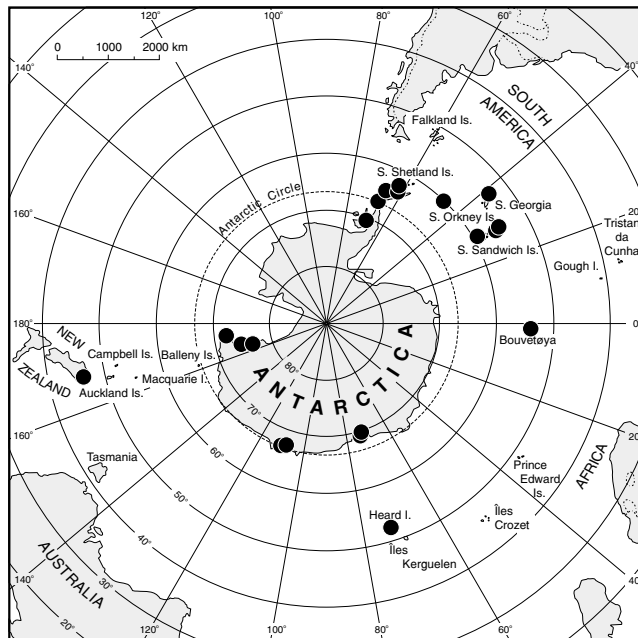 120° 100° 80° 60°
0 1000 2000 km
40°
140°
SOUTH
AMERICA
Falkland Is.
S. Shetland Is.
Antarctic Circle
S. Georgia
S. Orkney Is
160°
20°
Tristan
da
Cunha
S. Sandwich Is.
Gough I.
180°
NEW
ZEALAND
Campbell Is.
Balleny Is.
Bouvetøya
0°
Macquarie I.
Auckland Is.
ANTARCTICA
80°
70°
60°
50°
40°
30°
20°
160°
20°
Tasmania
AFRICA
Prince
Edward
Is.
Heard I.
Îles
Crozet
Îles
Kerguelen
AUSTRALIA
140°
40°
120° 100° 80° 60°